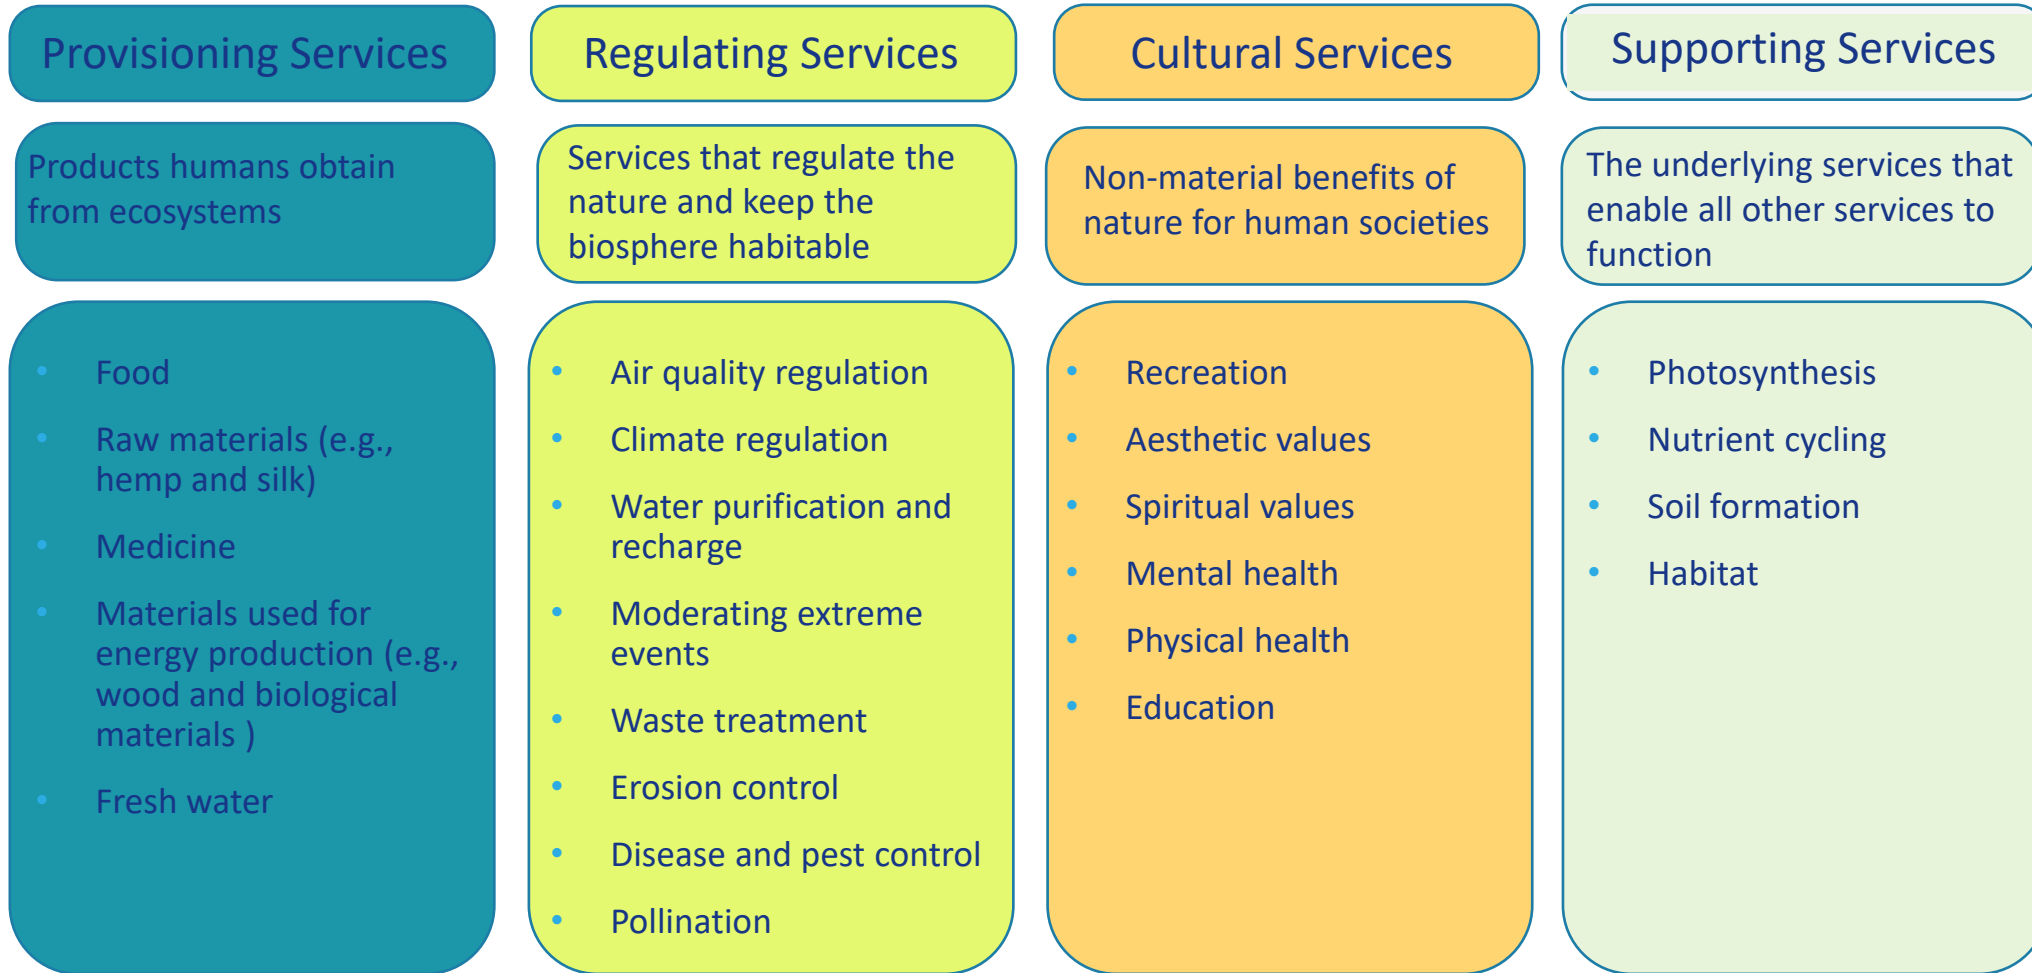 Provisioning Services
Products humans obtain
from ecosystems
• Food
• Raw materials (e.g.,
hemp and silk)
• Medicine
• Materials used for
energy production (e.g.,
wood and biological
materials )
• Fresh water
Regulating Services
Services that regulate the
nature and keep the
biosphere habitable
• Air quality regulation
• Climate regulation
• Water purification and
recharge
• Moderating extreme
events
• Waste treatment
• Erosion control
• Disease and pest control
• Pollination
Cultural Services
Non-material benefits of
nature for human societies
• Recreation
• Aesthetic values
• Spiritual values
• Mental health
• Physical health
• Education
Supporting Services
The underlying services that
enable all other services to
function
• Photosynthesis
• Nutrient cycling
• Soil formation
• Habitat